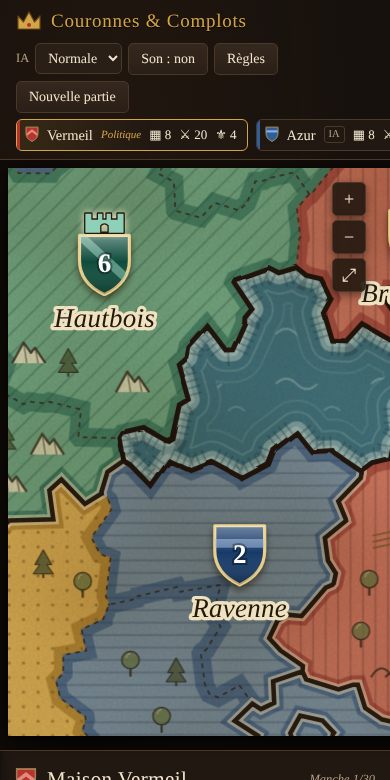 Couronnes & Complots
IA Normale Son : non Règles
Nouvelle partie
Vermeil Politique 8 20 4 Azur IA 8
+
−
6
Hautbois
Br
2
Ravenne
Maison Vermeil Manche 1/30